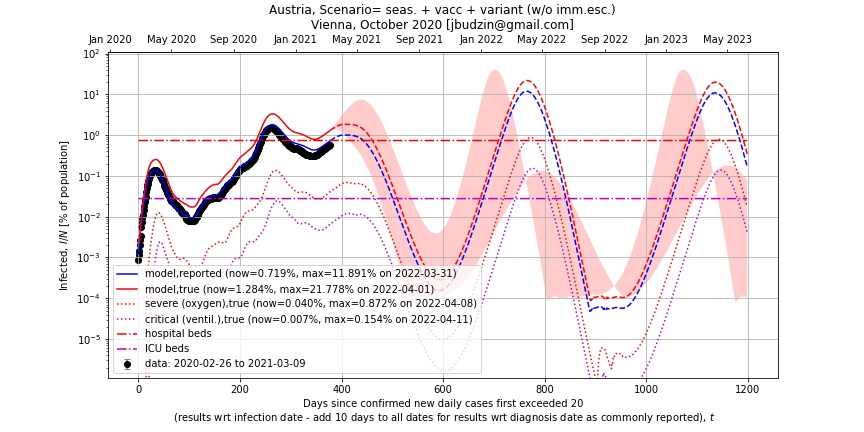 Austria, Scenario= seas. + vacc + variant (w/o imm.esc.)
Vienna, October 2020 [jbudzin@gmail.com]
Jan 2020 May 2020 Sep 2020 Jan 2021 May 2021 Sep 2021 Jan 2022 May 2022 Sep 2022 Jan 2023 May 2023
10^2
10^1
10^0
10^-1
10^-2
10^-3
10^-4
10^-5
Infected, I/N [% of population]
model,reported (now=0.719%, max=11.891% on 2022-03-31)
model,true (now=1.284%, max=21.778% on 2022-04-01)
severe (oxygen),true (now=0.040%, max=0.872% on 2022-04-08)
critical (ventil.),true (now=0.007%, max=0.154% on 2022-04-11)
hospital beds
ICU beds
data: 2020-02-26 to 2021-03-09
0 200 400 600 800 1000 1200
Days since confirmed new daily cases first exceeded 20
(results wrt infection date - add 10 days to all dates for results wrt diagnosis date as commonly reported), t